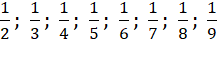 1/2 ; 1/3 ; 1/4 ; 1/5 ; 1/6 ; 1/7 ; 1/8 ; 1/9